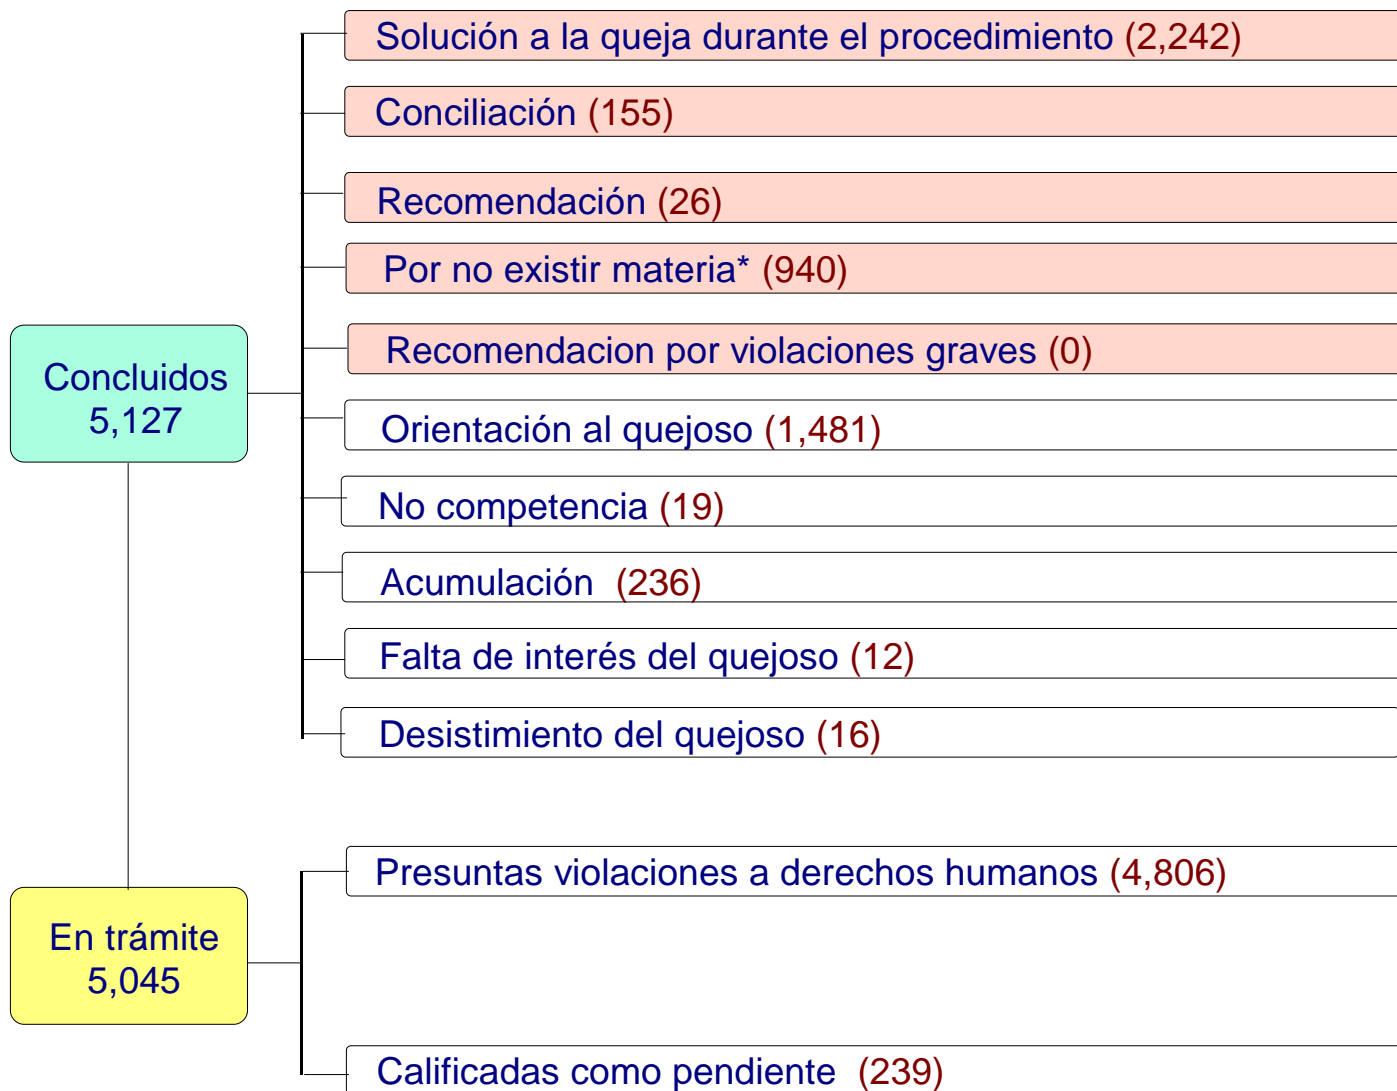 Solución a la queja durante el procedimiento (2,242)
Conciliación (155)
Recomendación (26)
Por no existir materia* (940)
Recomendacion por violaciones graves (0)
Concluidos
5,127
Orientación al quejoso (1,481)
No competencia (19)
Acumulación (236)
Falta de interés del quejoso (12)
Desistimiento del quejoso (16)
Presuntas violaciones a derechos humanos (4,806)
En trámite
5,045
Calificadas como pendiente (239)